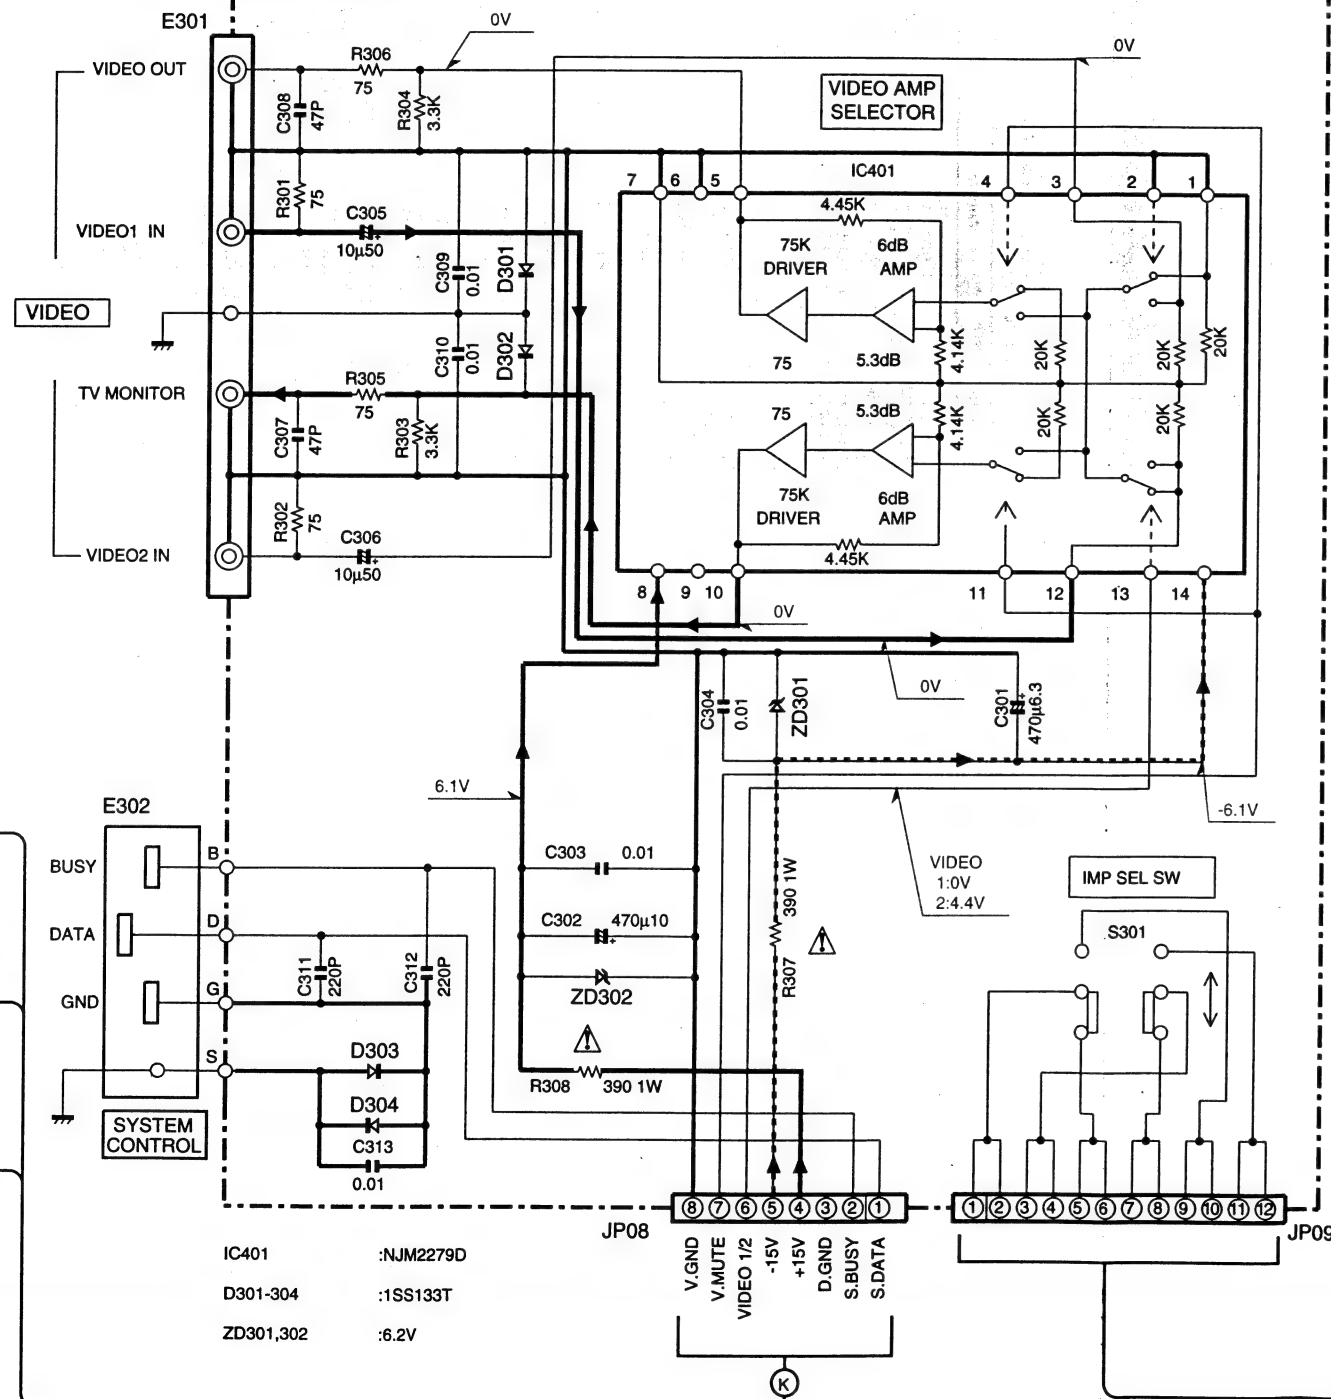 E301
0V
0V
VIDEO OUT
R306
75
C308
47P
R304
3.3K
VIDEO AMP
SELECTOR
IC401
7
6
5
4
3
2
1
R301
75
VIDEO1 IN
C305
10µ50
+
4.45K
75K
DRIVER
6dB
AMP
C309
0.01
D301
VIDEO
C310
0.01
D302
75
5.3dB
4.14K
20K
20K
20K
TV MONITOR
R305
75
C307
47P
R303
3.3K
75
5.3dB
4.14K
20K
20K
75K
DRIVER
6dB
AMP
R302
75
VIDEO2 IN
C306
10µ50
+
4.45K
8
9
10
11
12
13
14
0V
0V
C304
0.01
ZD301
C301
+
470µ6.3
6.1V
-6.1V
E302
BUSY
B
C303
0.01
390 1W
VIDEO
1:0V
2:4.4V
IMP SEL SW
DATA
D
C302
470µ10
+
S301
C311
220P
C312
220P
R307
GND
G
ZD302
S
D303
R308
390 1W
D304
SYSTEM
CONTROL
C313
0.01
JP08
8 7 6 5 4 3 2 1
1 2 3 4 5 6 7 8 9 10 11 12
JP09
V.GND
V.MUTE
VIDEO 1/2
-15V
+15V
D.GND
S.BUSY
S.DATA
IC401 :NJM2279D
D301-304 :1SS133T
ZD301,302 :6.2V
K